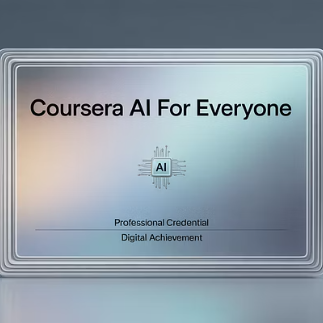 Coursera AI For Everyone
AI
Professional Credential
Digital Achievement